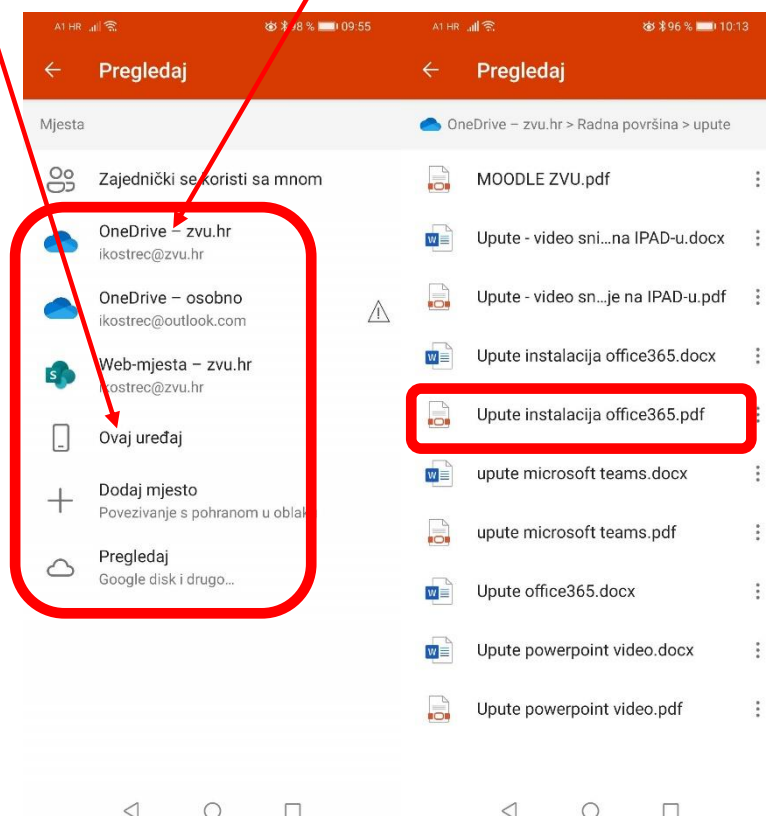 A1 HR 98 % 09:55
Pregledaj
Mjesta
Zajednički se koristi sa mnom
OneDrive – zvu.hr
ikostrec@zvu.hr
OneDrive – osobno
ikostrec@outlook.com
Web-mjesta – zvu.hr
ikostrec@zvu.hr
Ovaj uređaj
Dodaj mjesto
Povezivanje s pohranom u oblak
Pregledaj
Google disk i drugo...
A1 HR 96 % 10:13
Pregledaj
OneDrive – zvu.hr > Radna površina > upute
MOODLE ZVU.pdf
Upute - video sni...na IPAD-u.docx
Upute - video sn...je na IPAD-u.pdf
Upute instalacija office365.docx
Upute instalacija office365.pdf
upute microsoft teams.docx
upute microsoft teams.pdf
Upute office365.docx
Upute powerpoint video.docx
Upute powerpoint video.pdf